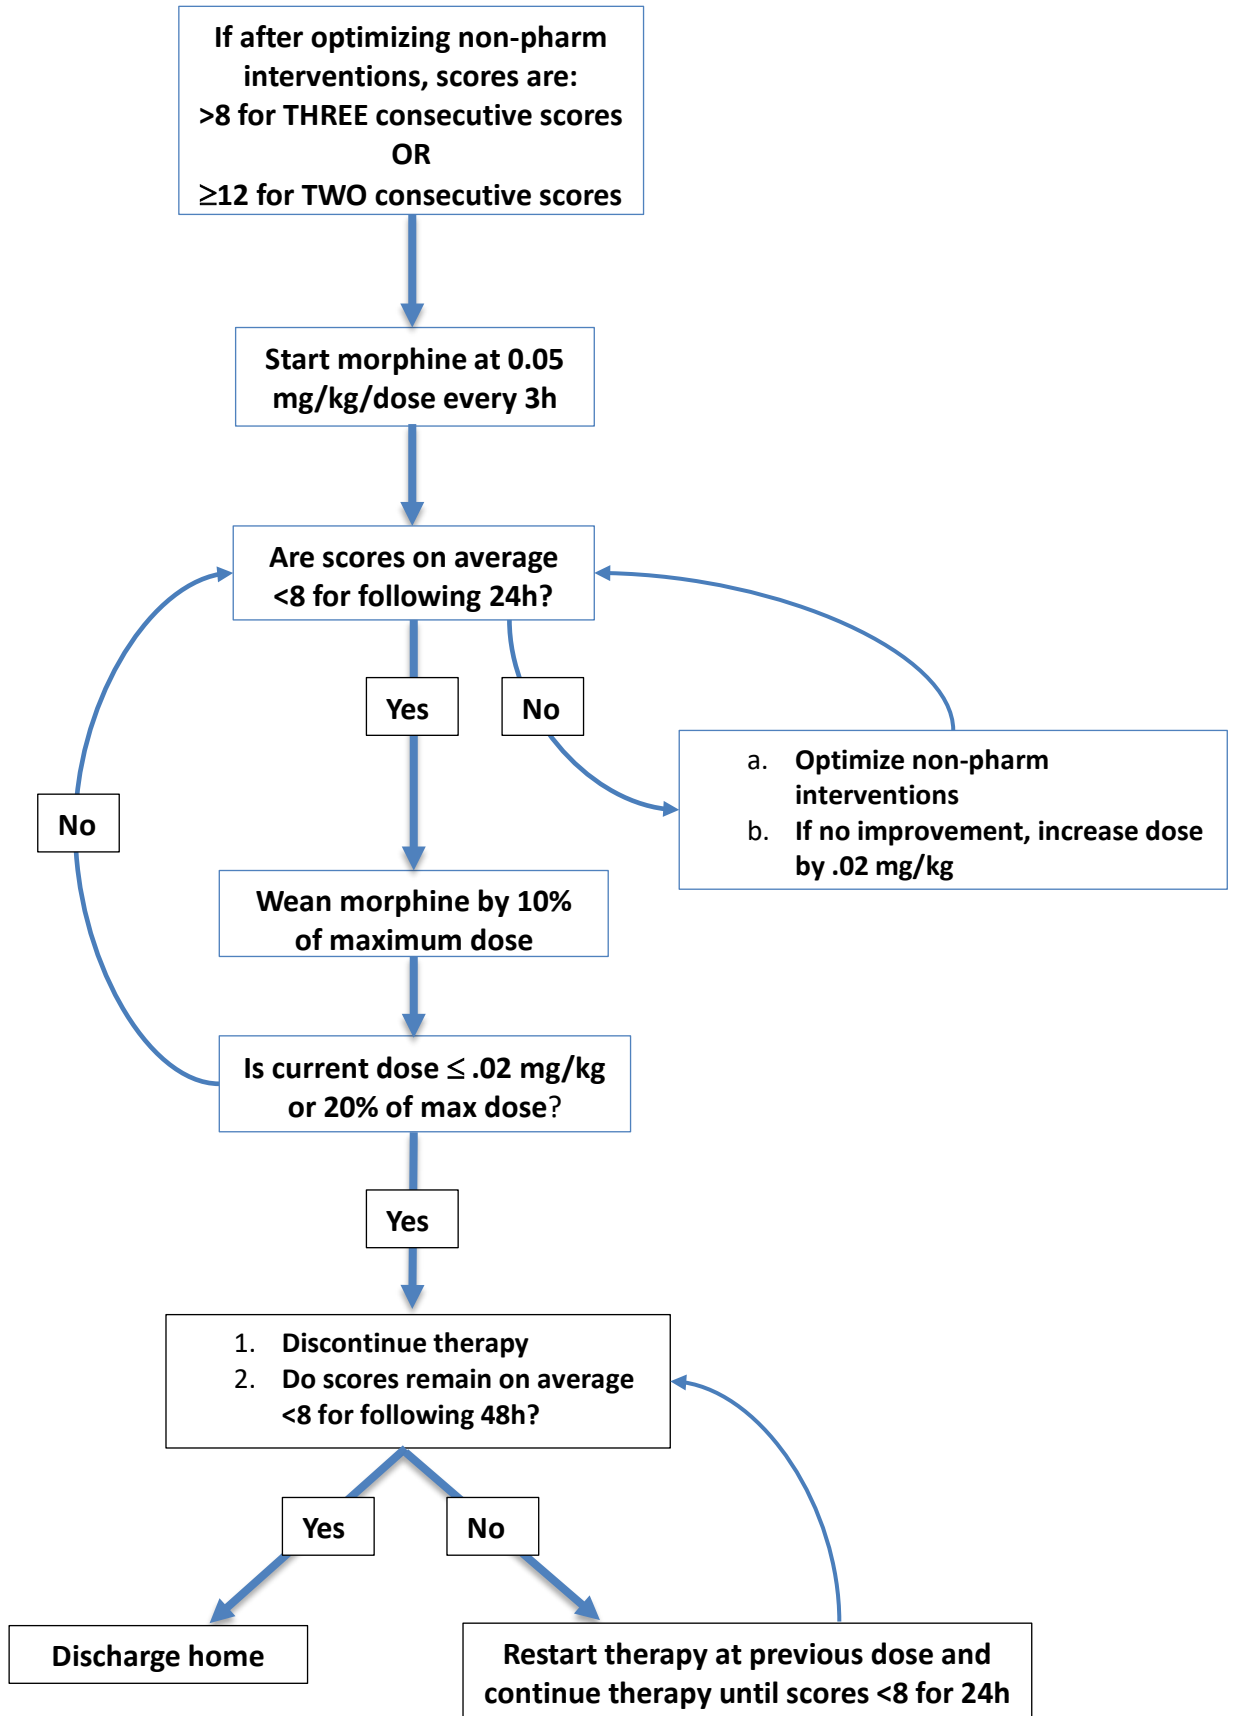 If after optimizing non-pharm
interventions, scores are:
>8 for THREE consecutive scores
OR
≥12 for TWO consecutive scores
Start morphine at 0.05
mg/kg/dose every 3h
Are scores on average
<8 for following 24h?
Yes
No
a. Optimize non-pharm
interventions
b. If no improvement, increase dose
by .02 mg/kg
No
Wean morphine by 10%
of maximum dose
Is current dose ≤ .02 mg/kg
or 20% of max dose?
Yes
1. Discontinue therapy
2. Do scores remain on average
<8 for following 48h?
Yes
No
Discharge home
Restart therapy at previous dose and
continue therapy until scores <8 for 24h